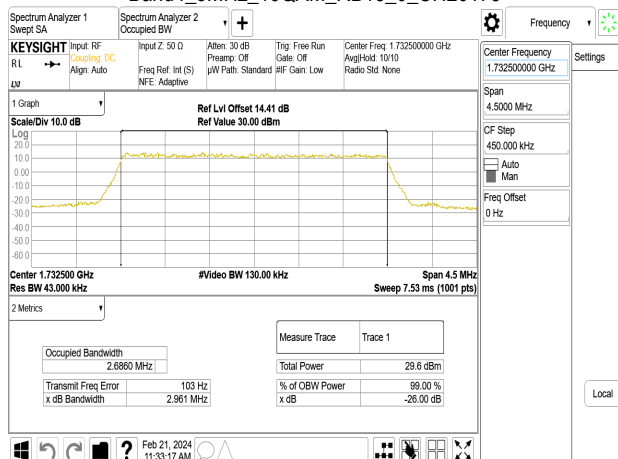 Spectrum Analyzer 1
Swept SA
Spectrum Analyzer 2
Occupied BW
Frequency
KEYSIGHT
RL
LXI
Input: RF
Coupling: DC
Align: Auto
Input Z: 50 Ω
Freq Ref: Int (S)
NFE: Adaptive
Atten: 30 dB
Preamp: Off
µW Path: Standard
Trig: Free Run
Gate: Off
#IF Gain: Low
Center Freq: 1.732500000 GHz
Avg|Hold: 10/10
Radio Std: None
Center Frequency
1.732500000 GHz
Settings
Span
4.5000 MHz
CF Step
450.000 kHz
Auto
Man
Freq Offset
0 Hz
Local
1 Graph
Scale/Div 10.0 dB
Ref Lvl Offset 14.41 dB
Ref Value 30.00 dBm
Log
20.0
10.0
0.00
-10.0
-20.0
-30.0
-40.0
-50.0
-60.0
Center 1.732500 GHz
Res BW 43.000 kHz
#Video BW 130.00 kHz
Span 4.5 MHz
Sweep 7.53 ms (1001 pts)
2 Metrics
Occupied Bandwidth
2.6860 MHz
Transmit Freq Error 103 Hz
x dB Bandwidth 2.961 MHz
Measure Trace Trace 1
Total Power 29.6 dBm
% of OBW Power 99.00 %
x dB -26.00 dB
Feb 21, 2024
11:33:17 AM